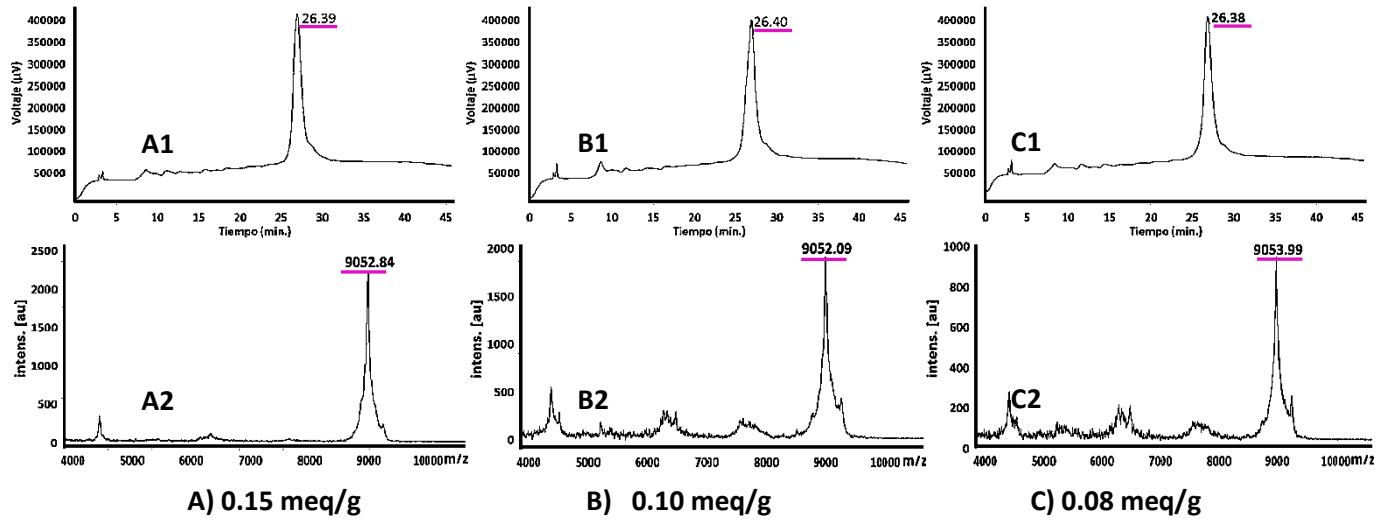 400000
350000
300000
250000
200000
150000
100000
50000
Voltaje (µV)
26.39
A1
0 5 10 15 20 25 30 35 40 45
Tiempo (min.)
400000
350000
300000
250000
200000
150000
100000
50000
Voltaje (µV)
26.40
B1
0 5 10 15 20 25 30 35 40 45
Tiempo (min.)
400000
350000
300000
250000
200000
150000
100000
50000
Voltaje (µV)
26.38
C1
0 5 10 15 20 25 30 35 40 45
Tiempo (min.)
2500
2000
1500
1000
500
0
intens. [au]
9052.84
A2
4000 5000 6000 7000 8000 9000 10000 m/z
2000
1500
1000
500
0
intens. [au]
9052.09
B2
4000 5000 6000 7000 8000 9000 10000 m/z
1000
800
600
400
200
0
intens. [au]
9053.99
C2
4000 5000 6000 7000 8000 9000 10000 m/z
A) 0.15 meq/g
B) 0.10 meq/g
C) 0.08 meq/g